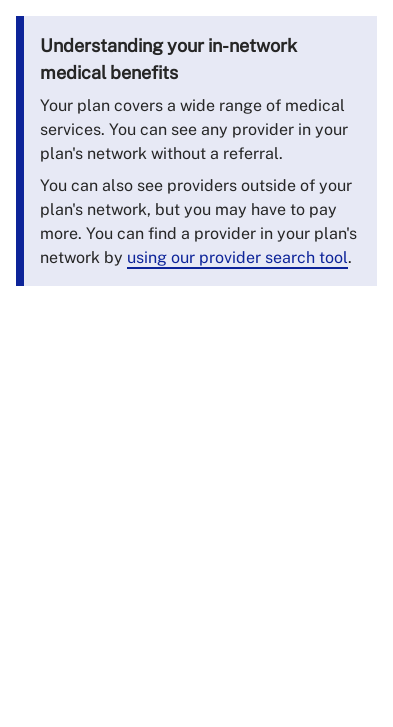 Understanding your in-network
medical benefits
Your plan covers a wide range of medical
services. You can see any provider in your
plan's network without a referral.
You can also see providers outside of your
plan's network, but you may have to pay
more. You can find a provider in your plan's
network by using our provider search tool.